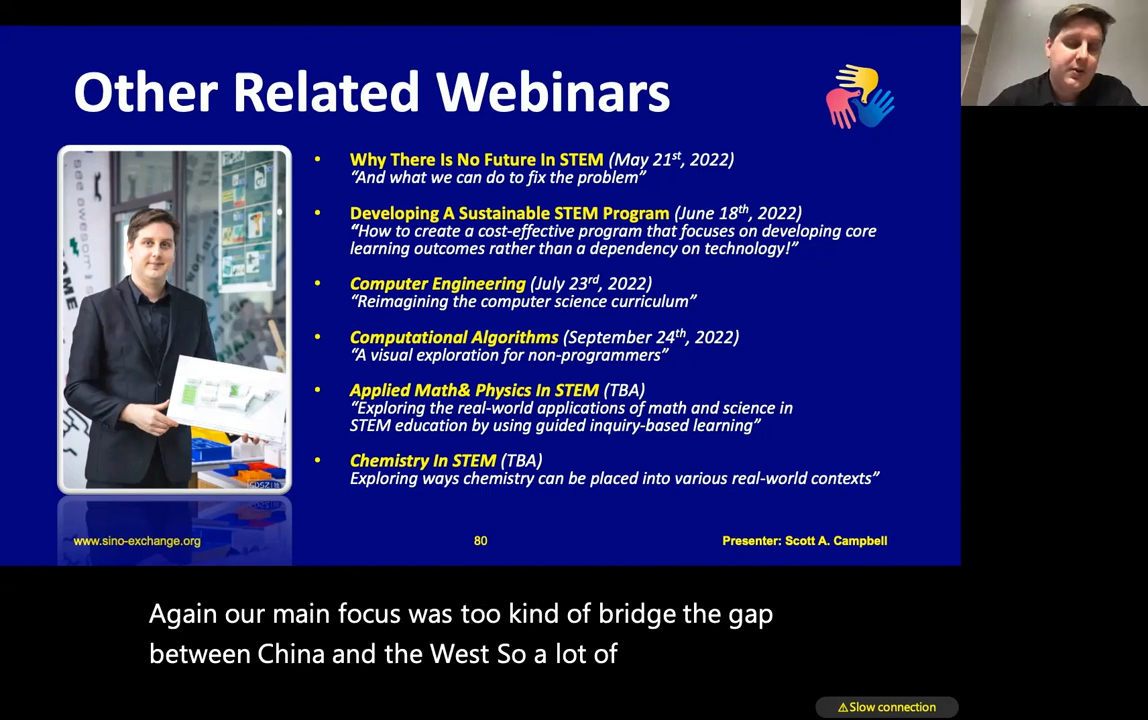 Other Related Webinars
• Why There Is No Future In STEM (May 21st, 2022)
“And what we can do to fix the problem”
• Developing A Sustainable STEM Program (June 18th, 2022)
“How to create a cost-effective program that focuses on developing core
learning outcomes rather than a dependency on technology!”
• Computer Engineering (July 23rd, 2022)
“Reimagining the computer science curriculum”
• Computational Algorithms (September 24th, 2022)
“A visual exploration for non-programmers”
• Applied Math& Physics In STEM (TBA)
“Exploring the real-world applications of math and science in
STEM education by using guided inquiry-based learning”
• Chemistry In STEM (TBA)
Exploring ways chemistry can be placed into various real-world contexts”
www.sino-exchange.org
80
Presenter: Scott A. Campbell
Again our main focus was too kind of bridge the gap
between China and the West So a lot of
⚠Slow connection